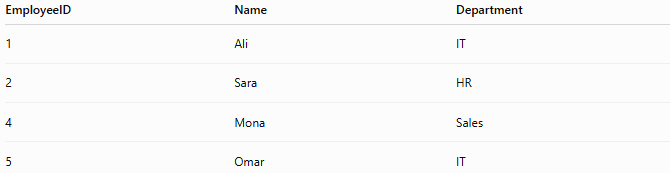 EmployeeID Name Department
1 Ali IT
2 Sara HR
4 Mona Sales
5 Omar IT